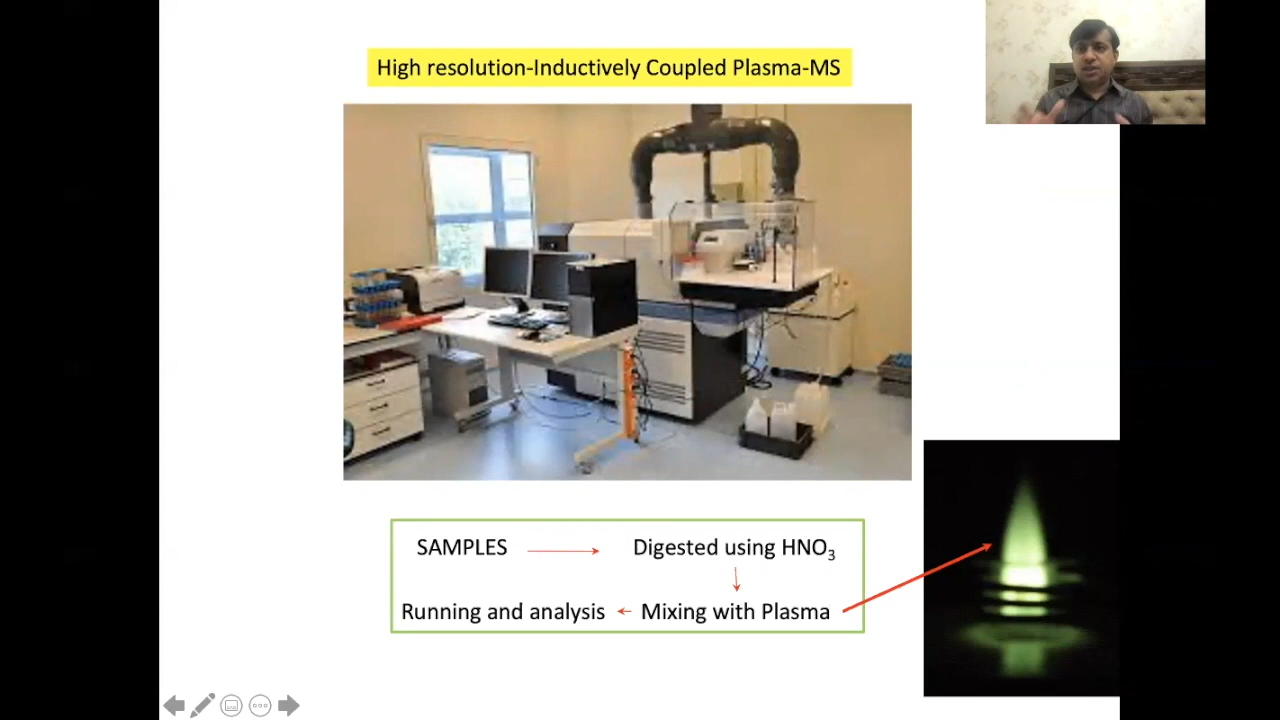 High resolution-Inductively Coupled Plasma-MS
SAMPLES Digested using HNO₃
Running and analysis Mixing with Plasma